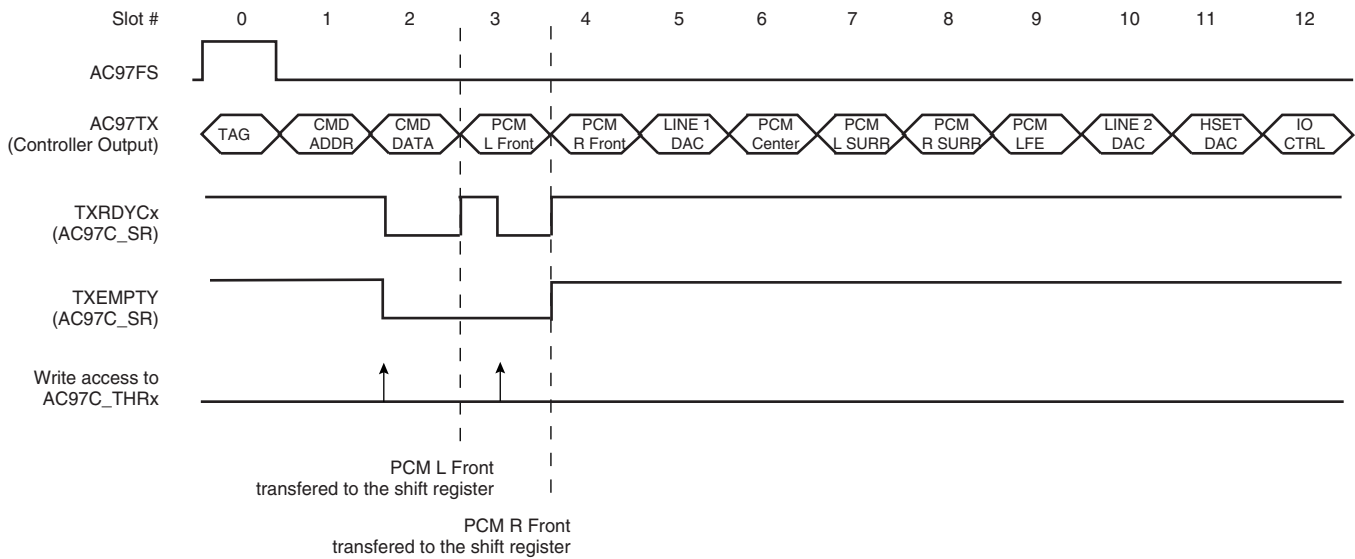 Slot # 0 1 2 3 4 5 6 7 8 9 10 11 12
AC97FS
AC97TX
(Controller Output)
TAG
CMD
ADDR
CMD
DATA
PCM
L Front
PCM
R Front
LINE 1
DAC
PCM
Center
PCM
L SURR
PCM
R SURR
PCM
LFE
LINE 2
DAC
HSET
DAC
IO
CTRL
TXRDYCx
(AC97C_SR)
TXEMPTY
(AC97C_SR)
Write access to
AC97C_THRx
PCM L Front
transfered to the shift register
PCM R Front
transfered to the shift register